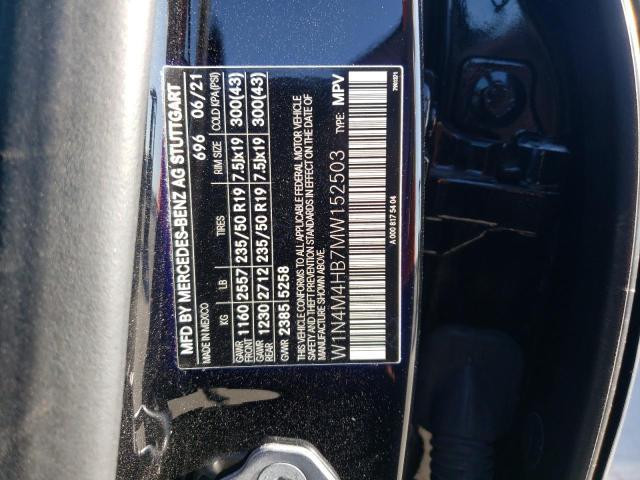 MFD BY MERCEDES-BENZ AG STUTTGART
MADE IN MEXICO 696 06/21
KG LB TIRES RIM SIZE COLD KPA(PSI)
GAWR FRONT 1160 2557 235/50 R19 7.5Jx19 300(43)
GAWR REAR 1230 2712 235/50 R19 7.5Jx19 300(43)
GVWR 2385 5258
THIS VEHICLE CONFORMS TO ALL APPLICABLE FEDERAL MOTOR VEHICLE
SAFETY AND THEFT PREVENTION STANDARDS IN EFFECT ON THE DATE OF
MANUFACTURE SHOWN ABOVE.
W1N4M4HB7MW152503 TYPE: MPV
A 000 817 54 04